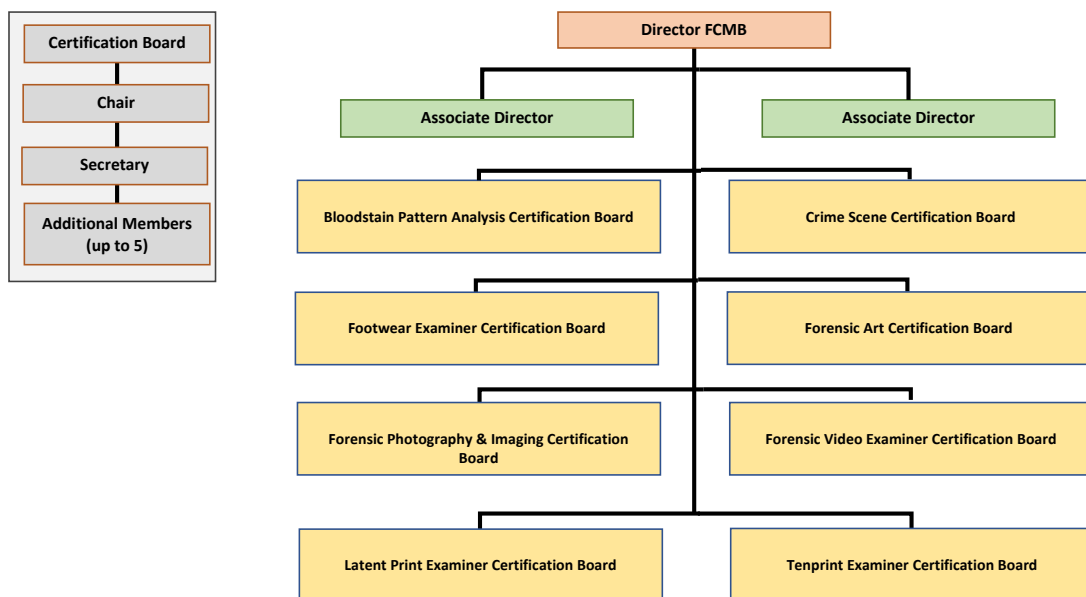 Certification Board
Chair
Secretary
Additional Members
(up to 5)
Director FCMB
Associate Director
Associate Director
Bloodstain Pattern Analysis Certification Board
Crime Scene Certification Board
Footwear Examiner Certification Board
Forensic Art Certification Board
Forensic Photography & Imaging Certification
Board
Forensic Video Examiner Certification Board
Latent Print Examiner Certification Board
Tenprint Examiner Certification Board